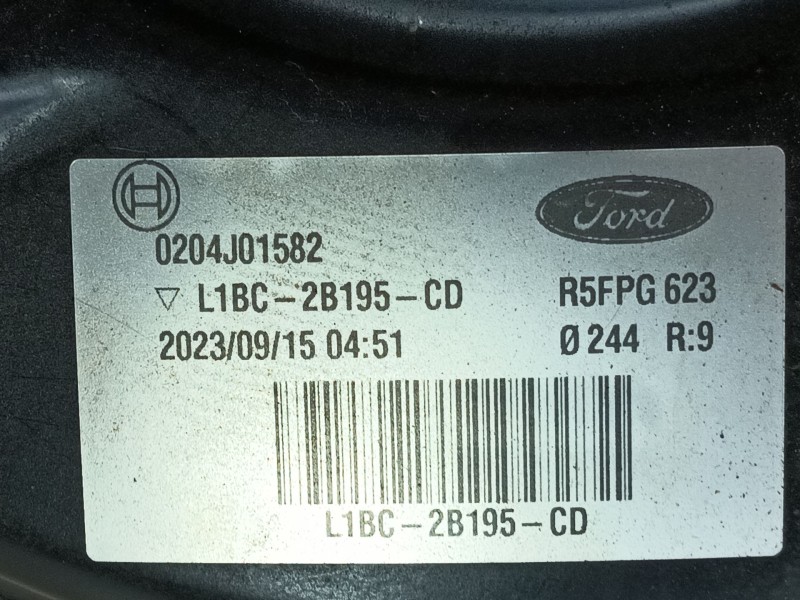 Ford
0204J01582
▽ L1BC-2B195-CD R5FPG 623
2023/09/15 04:51 Ø 244 R:9
L1BC-2B195-CD